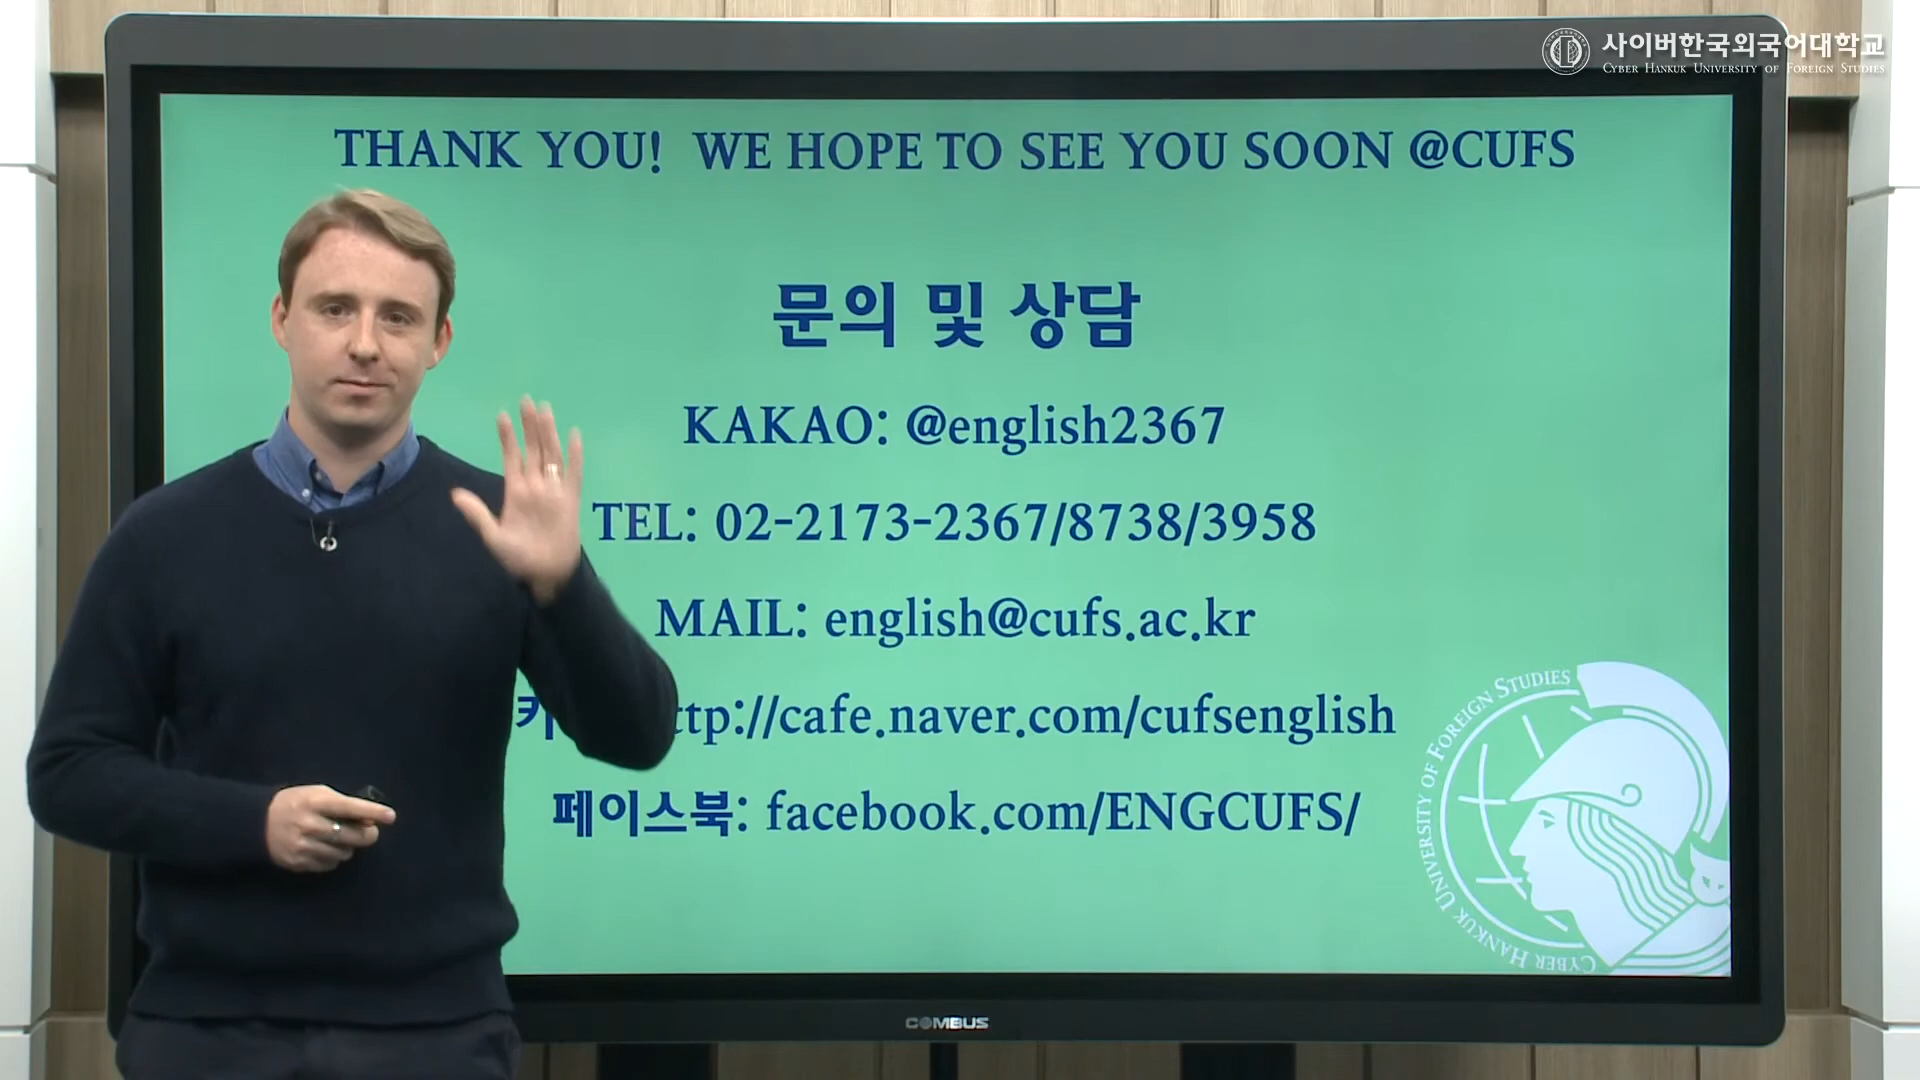 사이버한국외국어대학교
CYBER HANKUK UNIVERSITY OF FOREIGN STUDIES
THANK YOU! WE HOPE TO SEE YOU SOON @CUFS
문의 및 상담
KAKAO: @english2367
TEL: 02-2173-2367/8738/3958
MAIL: english@cufs.ac.kr
ttp://cafe.naver.com/cufsenglish
페이스북: facebook.com/ENGCUFS/
CYBER HANKUK UNIVERSITY OF FOREIGN STUDIES
COMBUS